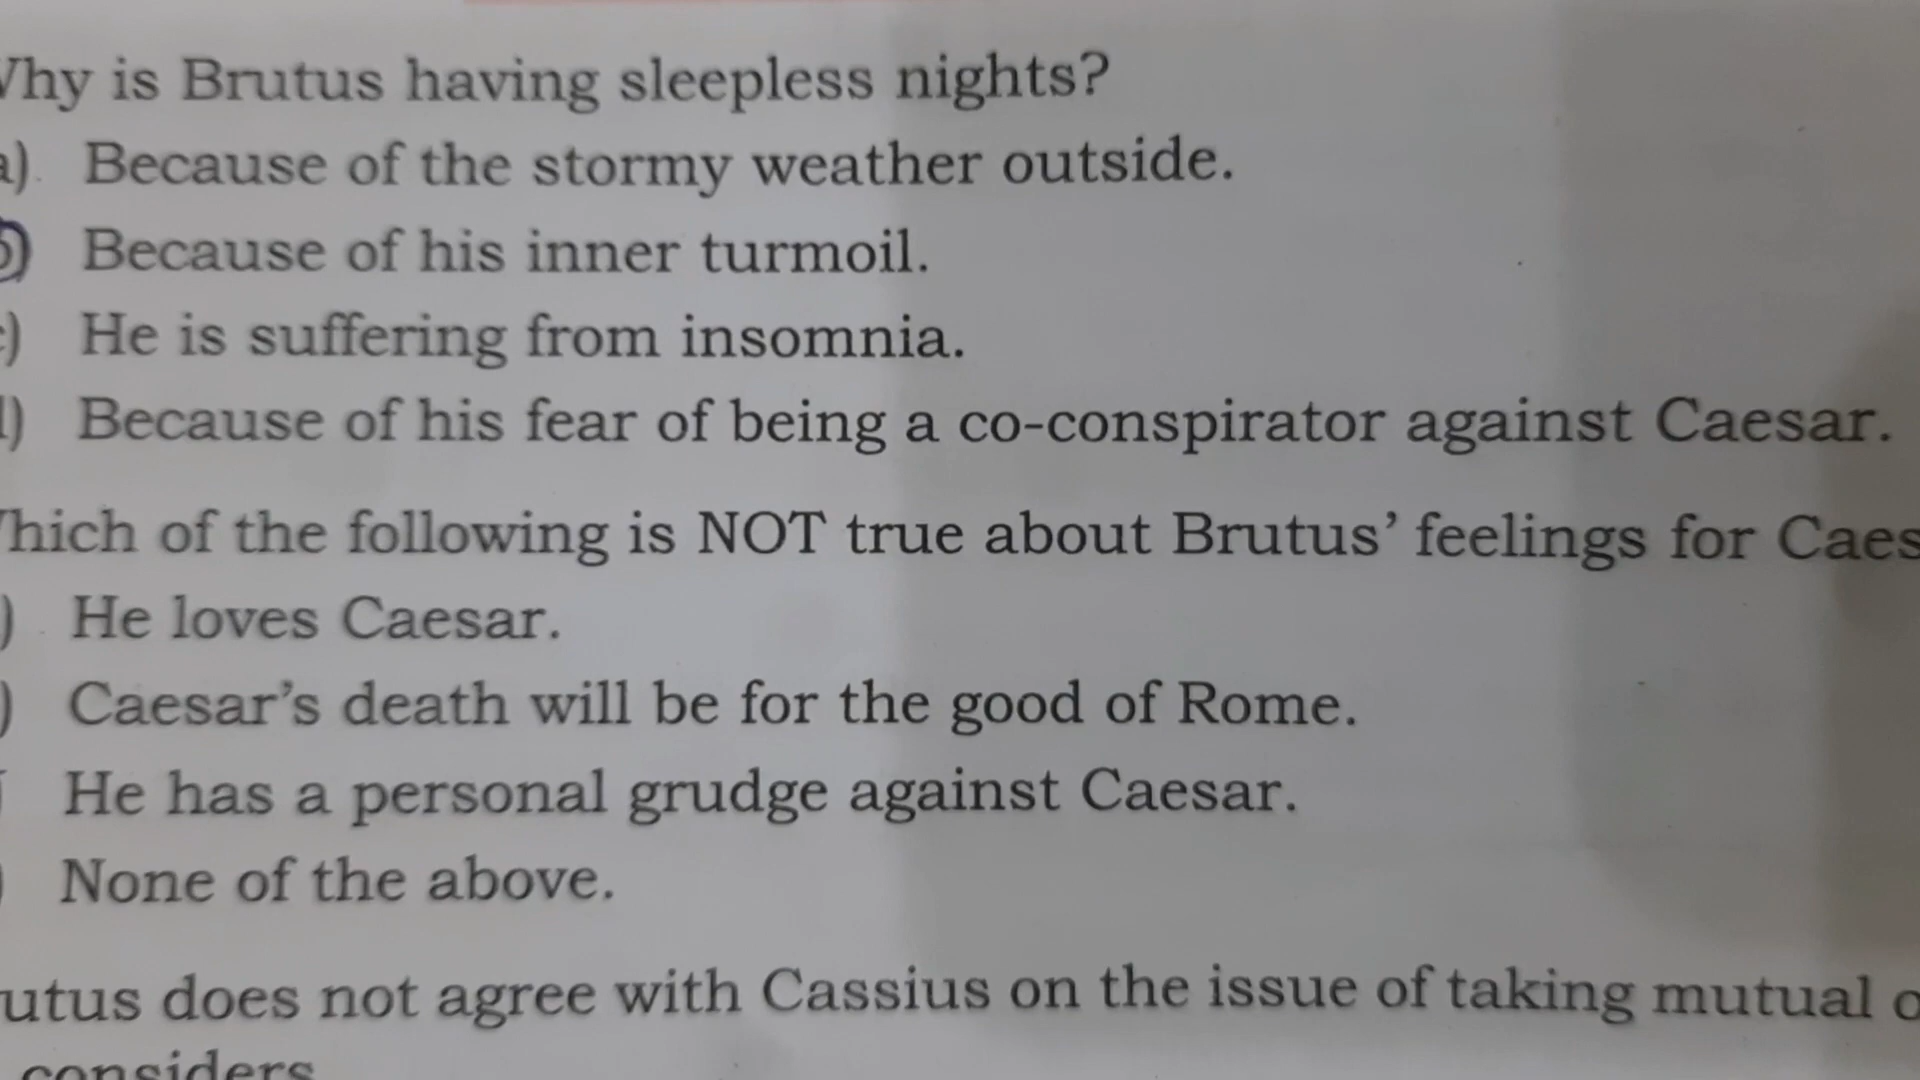 Why is Brutus having sleepless nights?
a) Because of the stormy weather outside.
b) Because of his inner turmoil.
c) He is suffering from insomnia.
d) Because of his fear of being a co-conspirator against Caesar.
Which of the following is NOT true about Brutus' feelings for Caes
) He loves Caesar.
) Caesar's death will be for the good of Rome.
He has a personal grudge against Caesar.
) None of the above.
utus does not agree with Cassius on the issue of taking mutual o
considers